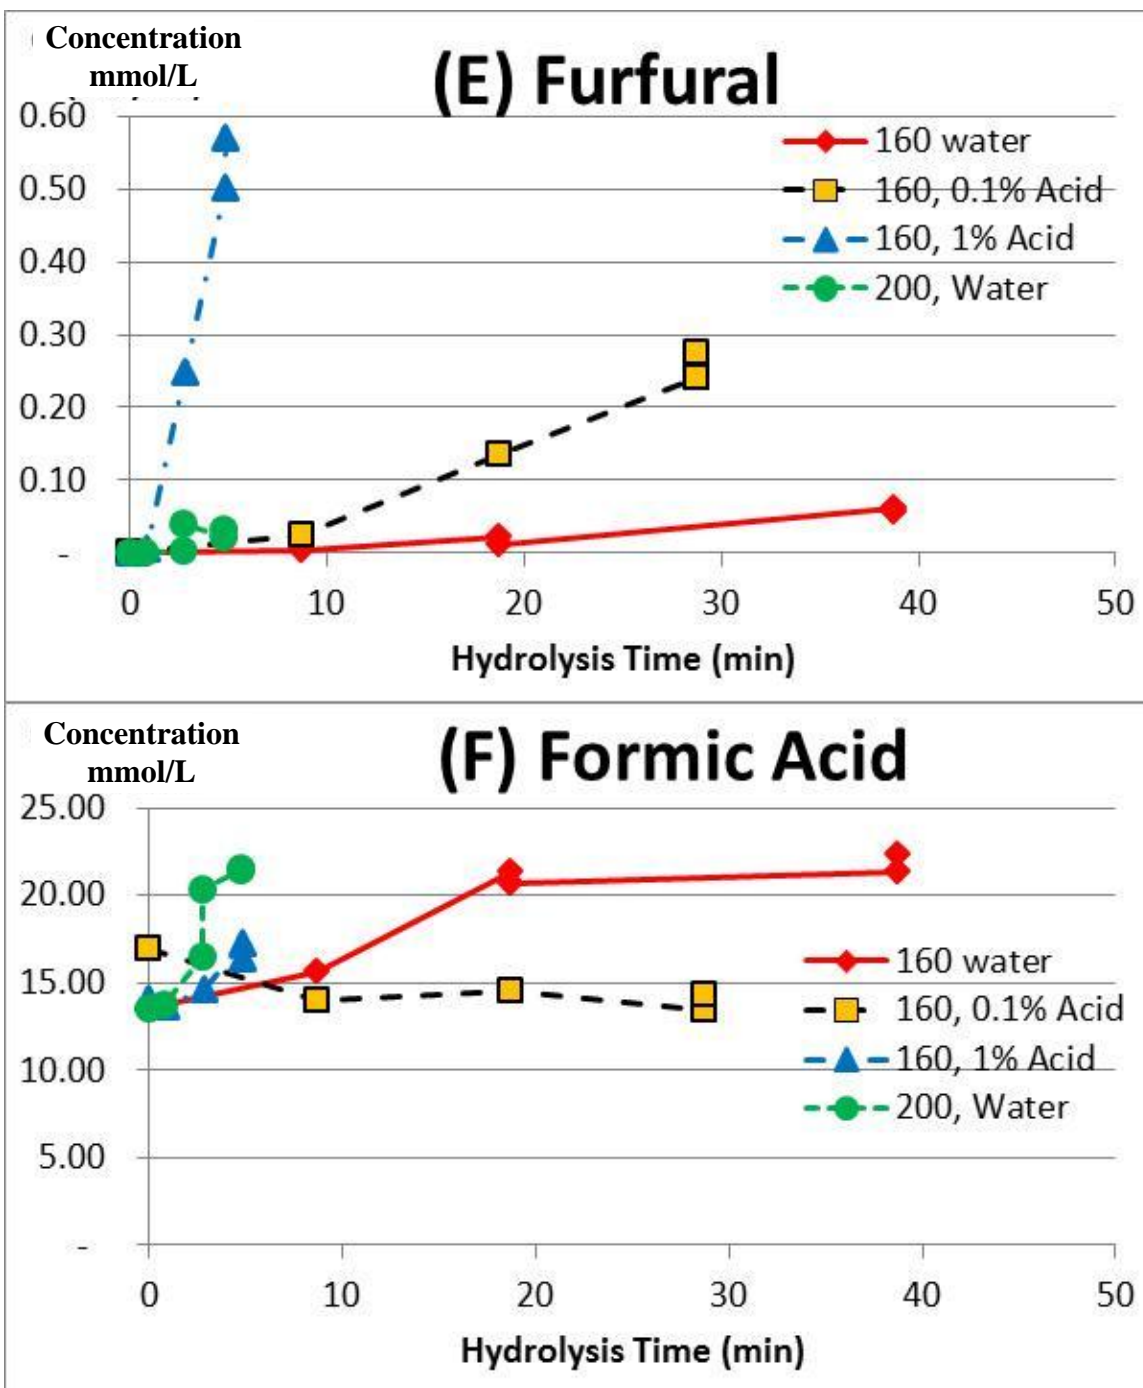 Concentration
mmol/L
(E) Furfural
0.60
0.50
0.40
0.30
0.20
0.10
-
160 water
160, 0.1% Acid
160, 1% Acid
200, Water
0 10 20 30 40 50
Hydrolysis Time (min)
Concentration
mmol/L
(F) Formic Acid
25.00
20.00
15.00
10.00
5.00
-
160 water
160, 0.1% Acid
160, 1% Acid
200, Water
0 10 20 30 40 50
Hydrolysis Time (min)